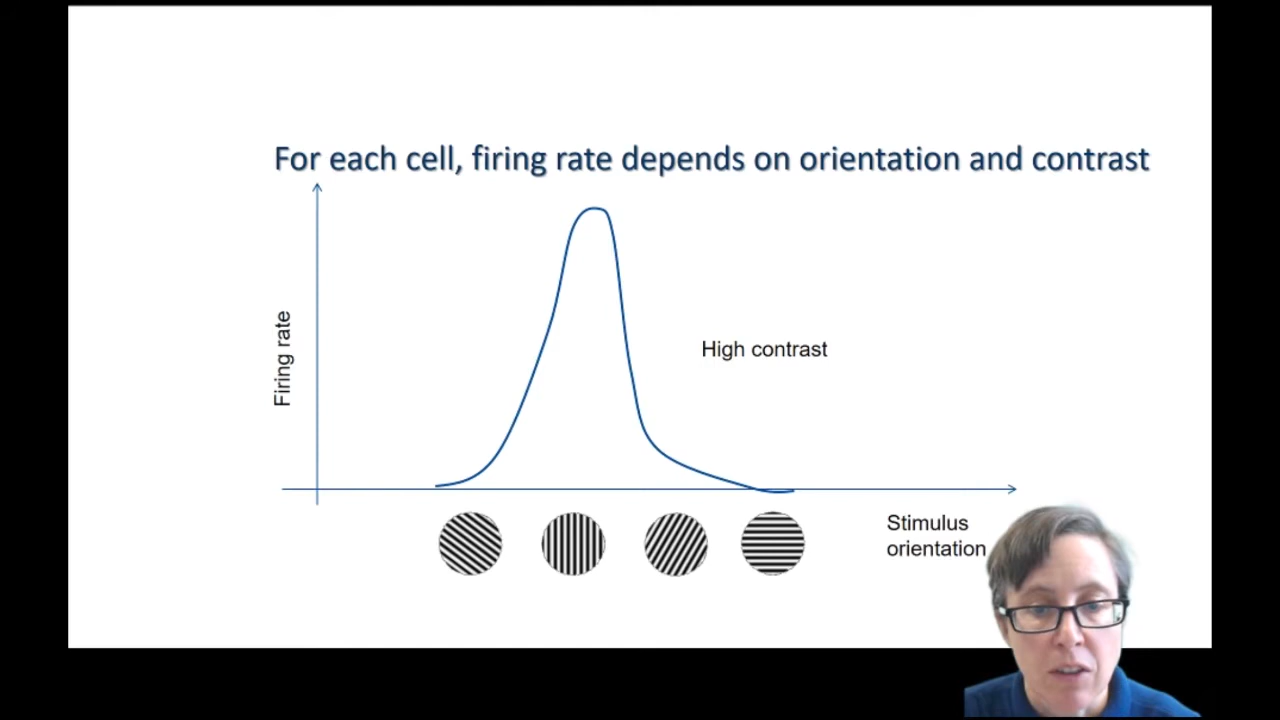 For each cell, firing rate depends on orientation and contrast
Firing rate
High contrast
Stimulus
orientation